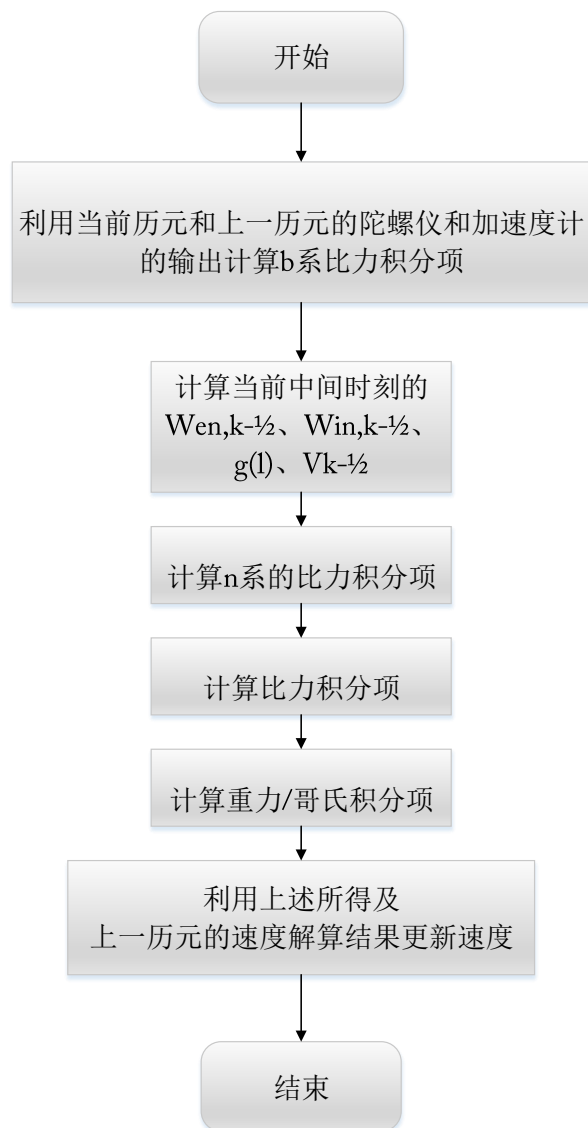 开始
利用当前历元和上一历元的陀螺仪和加速度计
的输出计算b系比力积分项
计算当前中间时刻的
Wen,k-½、Win,k-½、
g(l)、Vk-½
计算n系的比力积分项
计算比力积分项
计算重力/哥氏积分项
利用上述所得及
上一历元的速度解算结果更新速度
结束